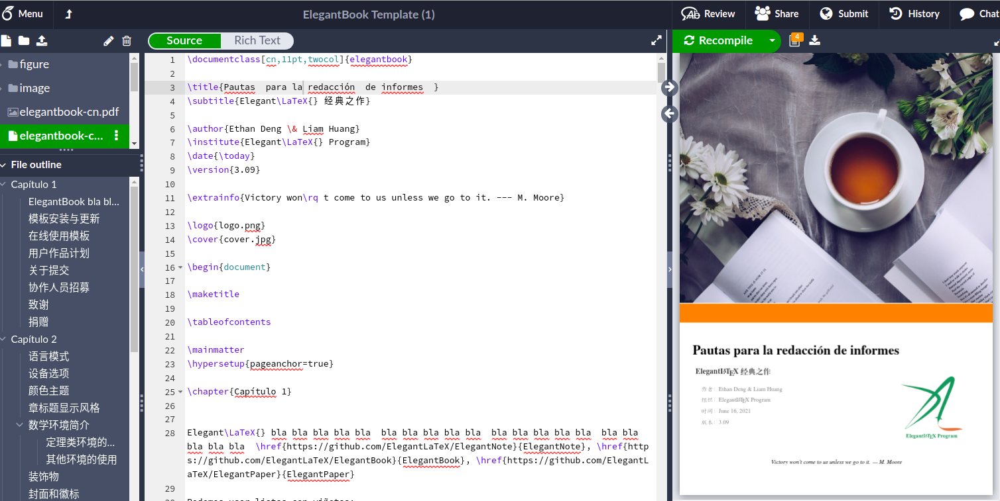 Menu
ElegantBook Template (1)
Review
Share
Submit
History
Chat
Source
Rich Text
Recompile
4
figure
image
elegantbook-cn.pdf
elegantbook-c...
File outline
Capítulo 1
ElegantBook bla bl...
模板安装与更新
在线使用模板
用户作品计划
关于提交
协作人员招募
致谢
捐赠
Capítulo 2
语言模式
设备选项
颜色主题
章标题显示风格
数学环境简介
定理类环境的...
其他环境的使用
装饰物
封面和徽标
1 \documentclass[cn,11pt,twocol]{elegantbook}
2
3 \title{Pautas  para la redacción  de informes  }
4 \subtitle{Elegant\LaTeX{} 经典之作}
5
6 \author{Ethan Deng \& Liam Huang}
7 \institute{Elegant\LaTeX{} Program}
8 \date{\today}
9 \version{3.09}
10
11 \extrainfo{Victory won\rq t come to us unless we go to it. --- M. Moore}
12
13 \logo{logo.png}
14 \cover{cover.jpg}
15
16 \begin{document}
17
18 \maketitle
19
20 \tableofcontents
21
22 \mainmatter
23 \hypersetup{pageanchor=true}
24
25 \chapter{Capítulo 1}
26
27
28 Elegant\LaTeX{} bla bla bla bla bla  bla bla bla bla bla  bla bla bla bla bla  bla bla
bla bla bla  \href{https://github.com/ElegantLaTeX/ElegantNote}{ElegantNote}, \href{http
s://github.com/ElegantLaTeX/ElegantBook}{ElegantBook}, \href{https://github.com/ElegantL
aTeX/ElegantPaper}{ElegantPaper}
29
Pautas para la redacción de informes
ElegantLATEX 经典之作
作者：Ethan Deng & Liam Huang
组织：ElegantLATEX Program
时间：June 16, 2021
版本：3.09
ElegantLATEX Program
Victory won't come to us unless we go to it. — M. Moore